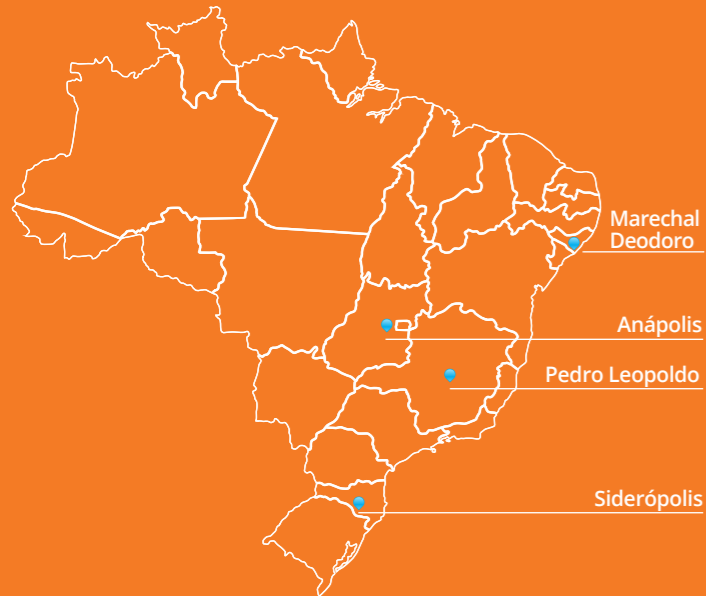 Marechal
Deodoro
Anápolis
Pedro Leopoldo
Siderópolis